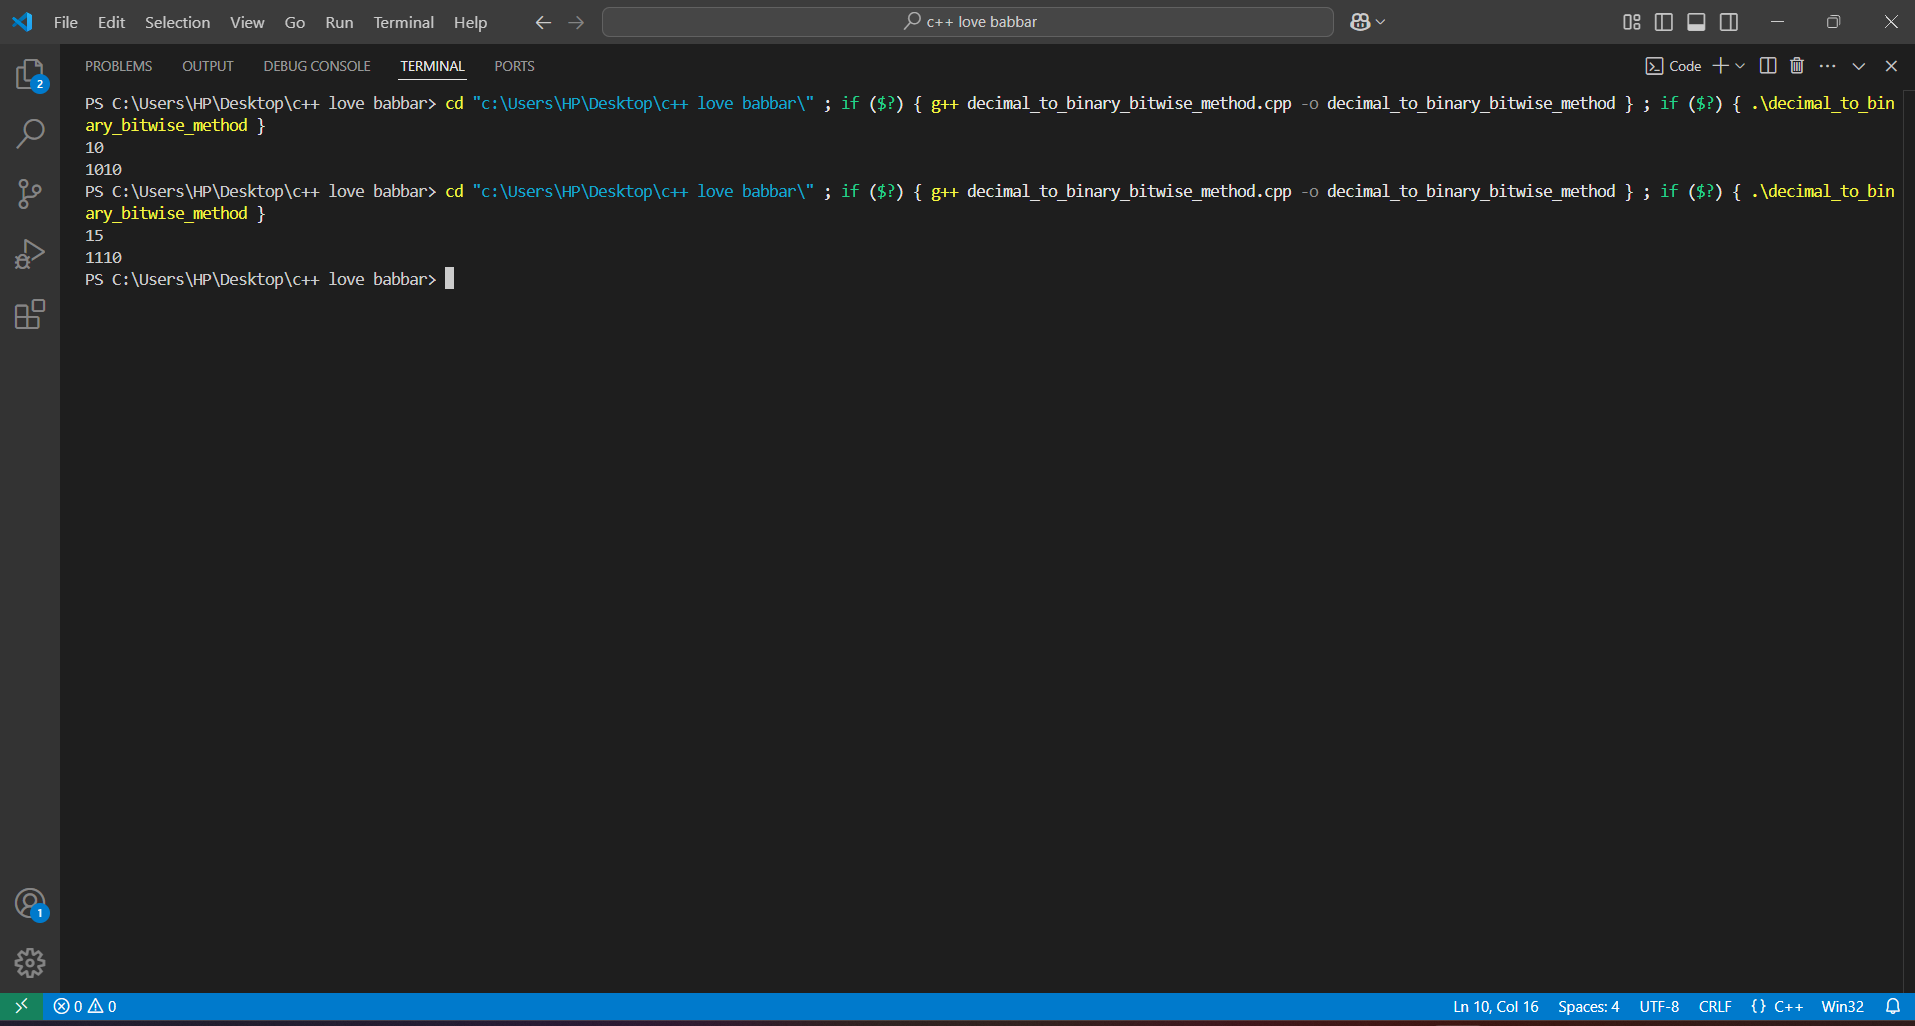 File Edit Selection View Go Run Terminal Help c++ love babbar
PROBLEMS OUTPUT DEBUG CONSOLE TERMINAL PORTS Code
PS C:\Users\HP\Desktop\c++ love babbar> cd "c:\Users\HP\Desktop\c++ love babbar\" ; if ($?) { g++ decimal_to_binary_bitwise_method.cpp -o decimal_to_binary_bitwise_method } ; if ($?) { .\decimal_to_bin
ary_bitwise_method }
10
1010
PS C:\Users\HP\Desktop\c++ love babbar> cd "c:\Users\HP\Desktop\c++ love babbar\" ; if ($?) { g++ decimal_to_binary_bitwise_method.cpp -o decimal_to_binary_bitwise_method } ; if ($?) { .\decimal_to_bin
ary_bitwise_method }
15
1110
PS C:\Users\HP\Desktop\c++ love babbar>
2
1
0 0 Ln 10, Col 16 Spaces: 4 UTF-8 CRLF {} C++ Win32